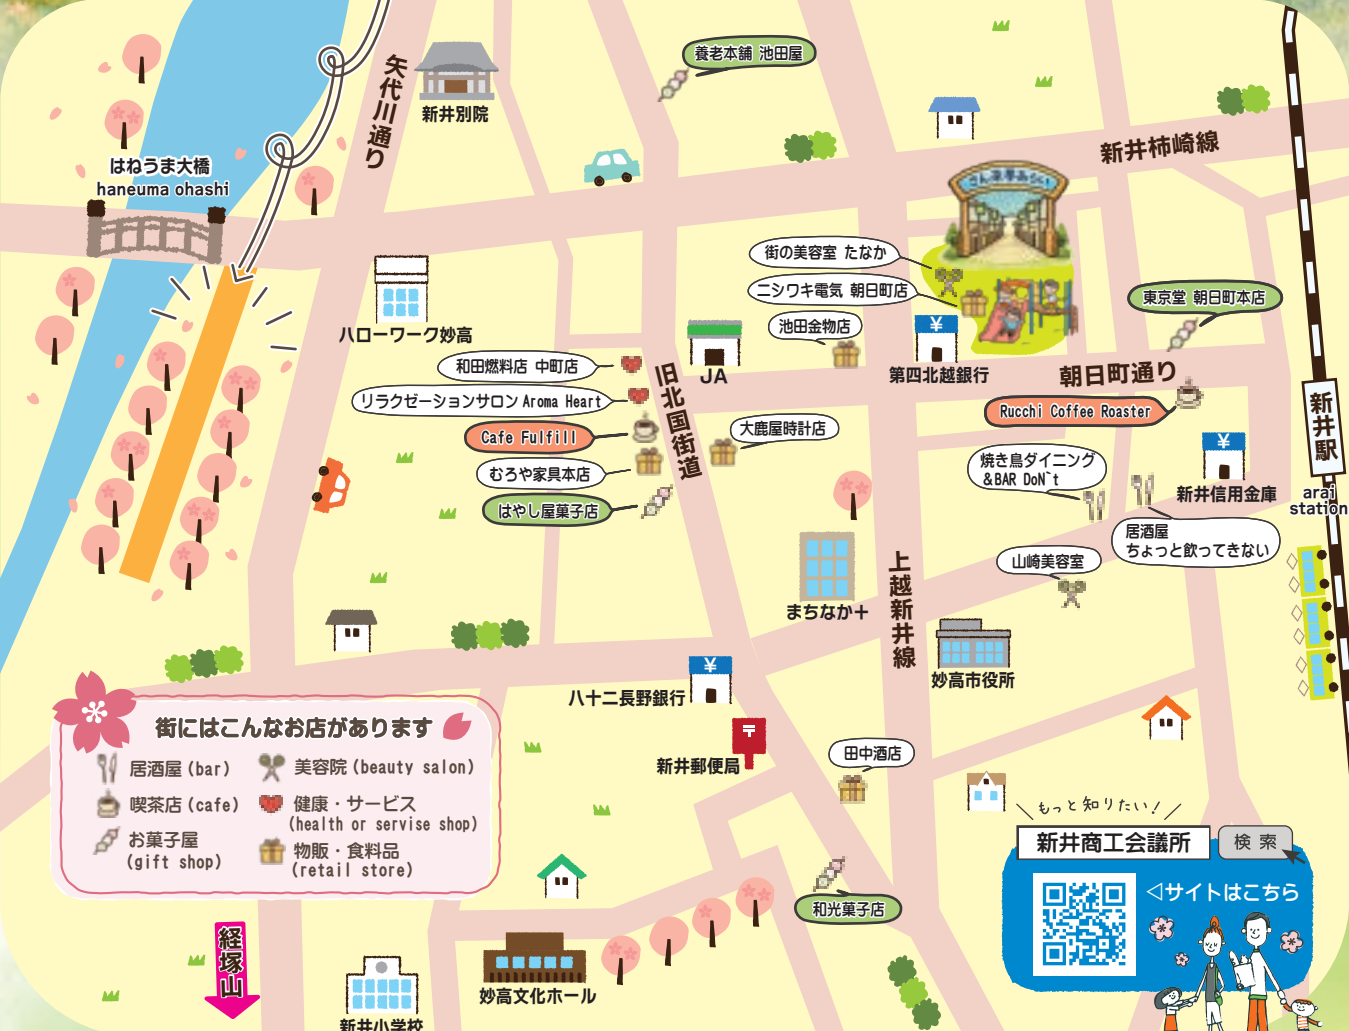 養老本舗 池田屋
矢代川通り
新井別院
新井柿崎線
はねうま大橋
haneuma ohashi
さん来夢あらい
街の美容室 たなか
ニシワキ電気 朝日町店
東京堂 朝日町本店
池田金物店
ハローワーク妙高
JA
¥
第四北越銀行
朝日町通り
和田燃料店 中町店
リラクゼーションサロン Aroma Heart
旧北国街道
Rucchi Coffee Roaster
新井駅
arai
station
Cafe Fulfill
大鹿屋時計店
むろや家具本店
焼き鳥ダイニング
&BAR DoN`t
¥
新井信用金庫
はやし屋菓子店
居酒屋
ちょっと飲ってきない
山崎美容室
上越新井線
まちなか+
妙高市役所
¥
八十二長野銀行
〒
新井郵便局
田中酒店
街にはこんなお店があります
居酒屋 (bar)
美容院 (beauty salon)
喫茶店 (cafe)
健康・サービス
(health or servise shop)
お菓子屋
(gift shop)
物販・食料品
(retail store)
もっと知りたい!
新井商工会議所
検索
◁サイトはこちら
和光菓子店
経塚山
妙高文化ホール
新井小学校